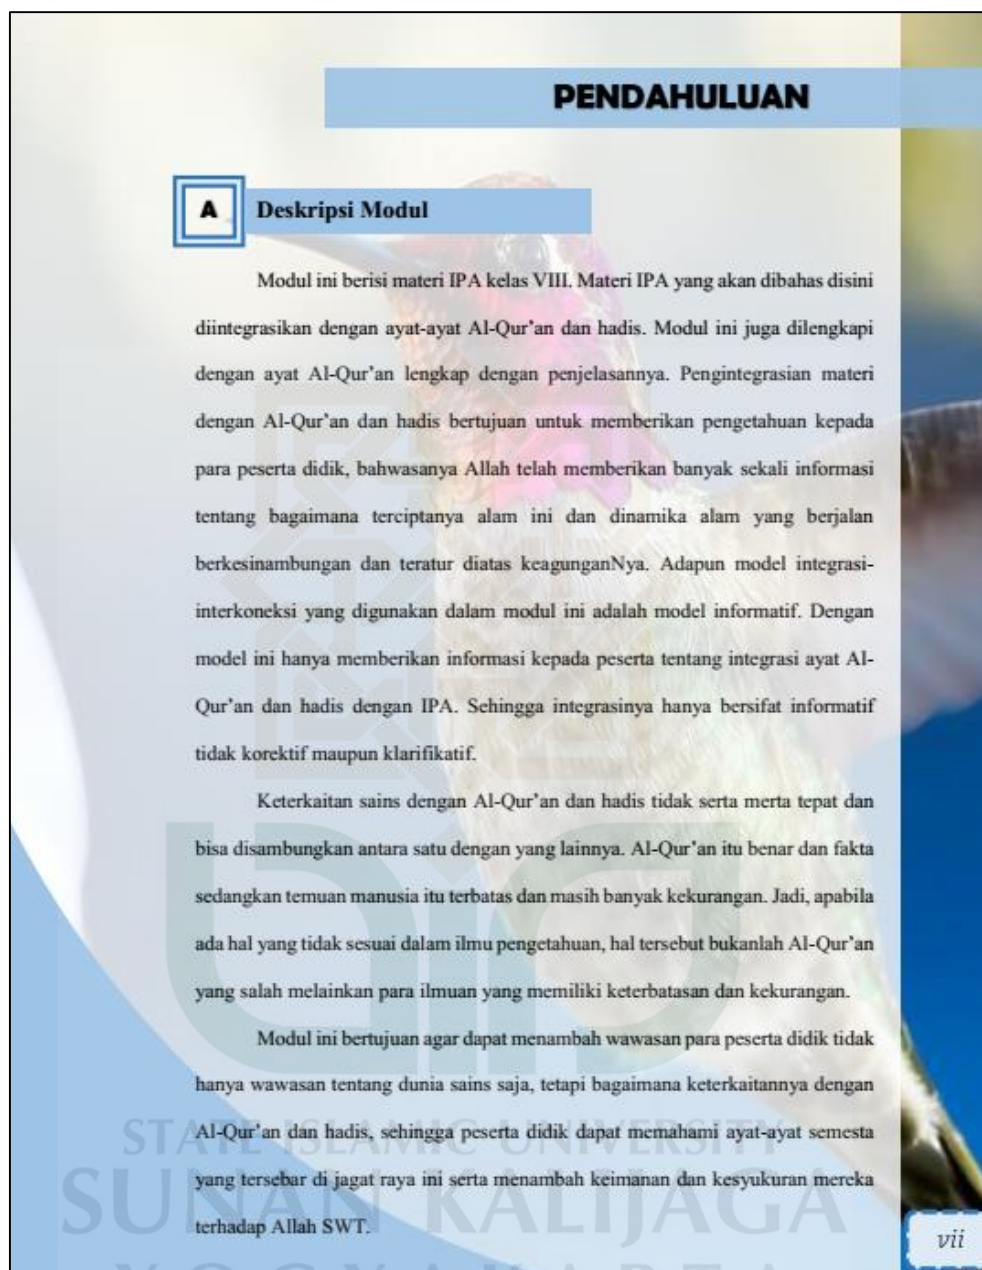 PENDAHULUAN
A Deskripsi Modul
Modul ini berisi materi IPA kelas VIII. Materi IPA yang akan dibahas disini
diintegrasikan dengan ayat-ayat Al-Qur'an dan hadis. Modul ini juga dilengkapi
dengan ayat Al-Qur'an lengkap dengan penjelasannya. Pengintegrasian materi
dengan Al-Qur'an dan hadis bertujuan untuk memberikan pengetahuan kepada
para peserta didik, bahwasanya Allah telah memberikan banyak sekali informasi
tentang bagaimana terciptanya alam ini dan dinamika alam yang berjalan
berkesinambungan dan teratur diatas keagunganNya. Adapun model integrasi-
interkoneksi yang digunakan dalam modul ini adalah model informatif. Dengan
model ini hanya memberikan informasi kepada peserta tentang integrasi ayat Al-
Qur'an dan hadis dengan IPA. Sehingga integrasinya hanya bersifat informatif
tidak korektif maupun klarifikatif.
Keterkaitan sains dengan Al-Qur'an dan hadis tidak serta merta tepat dan
bisa disambungkan antara satu dengan yang lainnya. Al-Qur'an itu benar dan fakta
sedangkan temuan manusia itu terbatas dan masih banyak kekurangan. Jadi, apabila
ada hal yang tidak sesuai dalam ilmu pengetahuan, hal tersebut bukanlah Al-Qur'an
yang salah melainkan para ilmuan yang memiliki keterbatasan dan kekurangan.
Modul ini bertujuan agar dapat menambah wawasan para peserta didik tidak
hanya wawasan tentang dunia sains saja, tetapi bagaimana keterkaitannya dengan
Al-Qur'an dan hadis, sehingga peserta didik dapat memahami ayat-ayat semesta
yang tersebar di jagat raya ini serta menambah keimanan dan kesyukuran mereka
terhadap Allah SWT.
STATE ISLAMIC UNIVERSITY
SUNAN KALIJAGA
YOGYAKARTA
vii